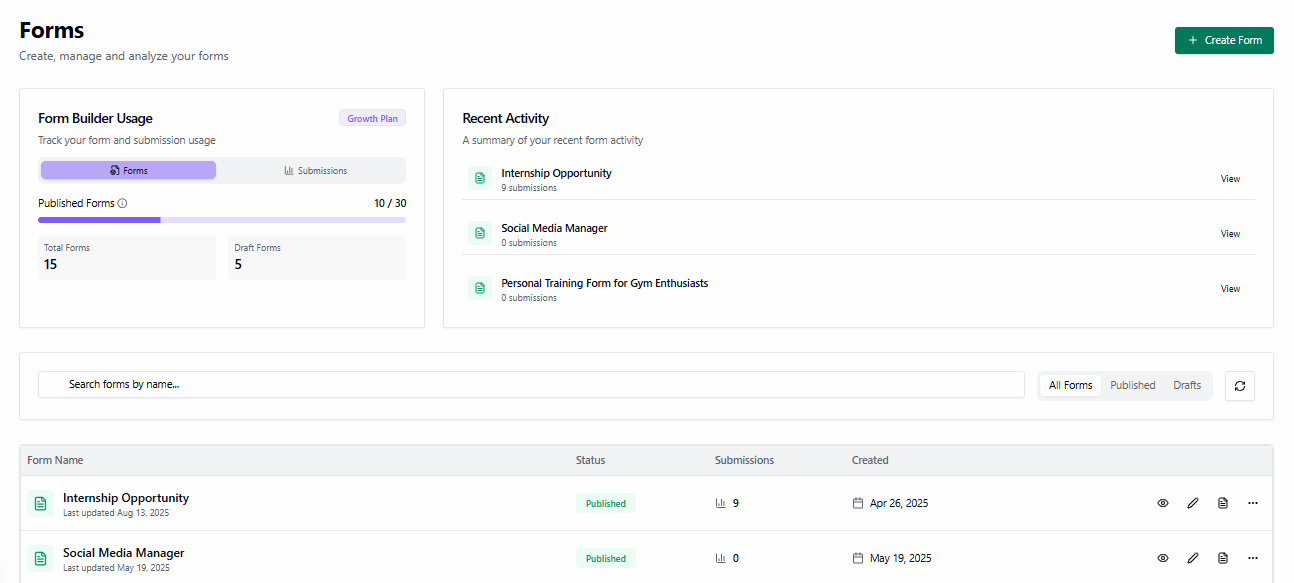 Forms
Create, manage and analyze your forms
Create Form
Form Builder Usage
Growth Plan
Track your form and submission usage
Forms
Submissions
Published Forms
10 / 30
Total Forms
15
Draft Forms
5
Recent Activity
A summary of your recent form activity
Internship Opportunity
9 submissions
View
Social Media Manager
0 submissions
View
Personal Training Form for Gym Enthusiasts
0 submissions
View
Search forms by name...
All Forms
Published
Drafts
Form Name
Status
Submissions
Created
Internship Opportunity
Last updated Aug 13, 2025
Published
9
Apr 26, 2025
Social Media Manager
Last updated May 19, 2025
Published
0
May 19, 2025